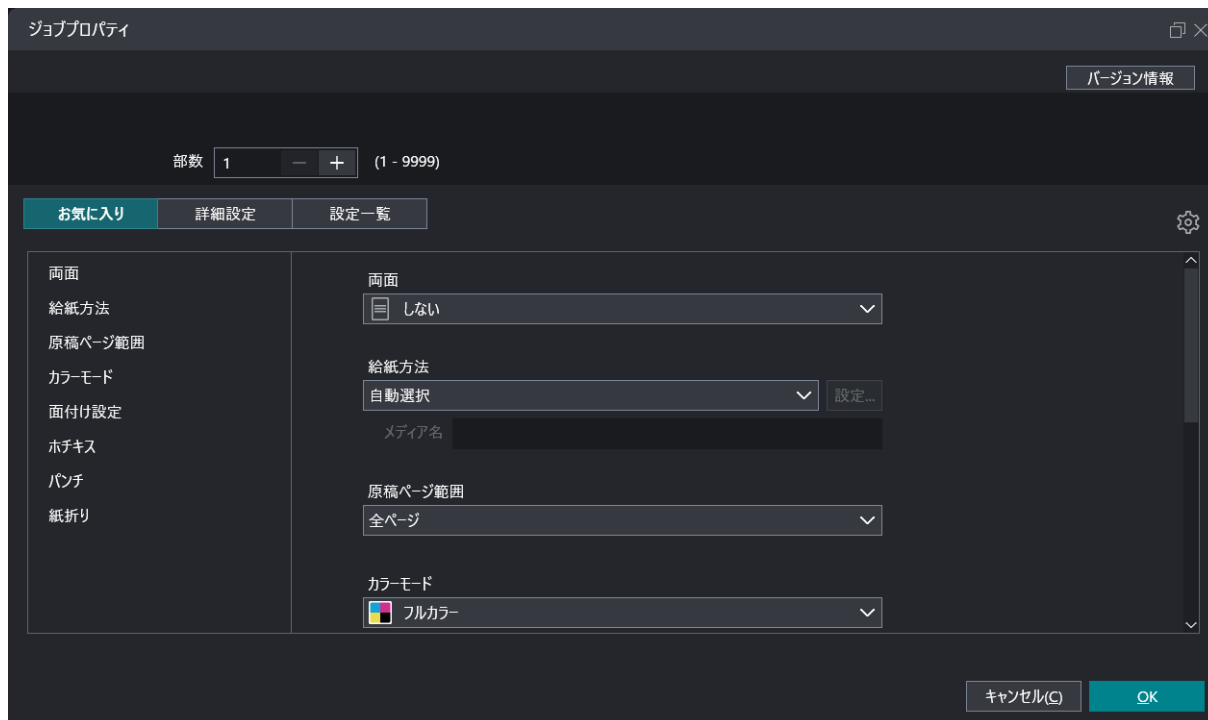 ジョブプロパティ
バージョン情報
部数 1 − + (1 - 9999)
お気に入り 詳細設定 設定一覧
両面
給紙方法
原稿ページ範囲
カラーモード
面付け設定
ホチキス
パンチ
紙折り
両面
しない
給紙方法
自動選択 設定...
メディア名
原稿ページ範囲
全ページ
カラーモード
フルカラー
キャンセル(C) OK